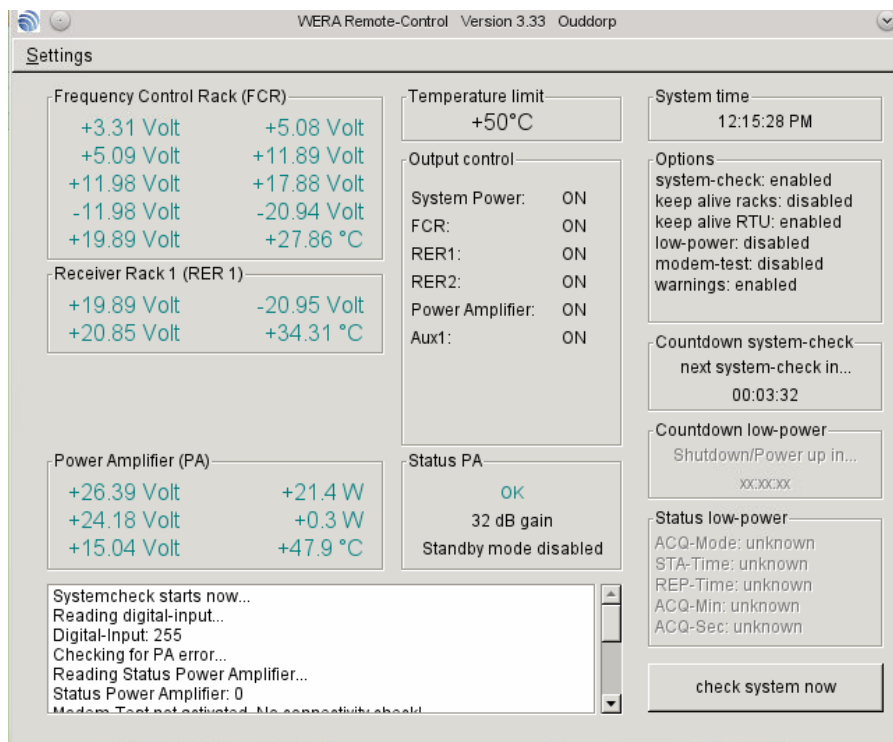 WERA Remote-Control Version 3.33 Ouddorp
Settings
Frequency Control Rack (FCR)
+3.31 Volt +5.08 Volt
+5.09 Volt +11.89 Volt
+11.98 Volt +17.88 Volt
-11.98 Volt -20.94 Volt
+19.89 Volt +27.86 °C
Receiver Rack 1 (RER 1)
+19.89 Volt -20.95 Volt
+20.85 Volt +34.31 °C
Power Amplifier (PA)
+26.39 Volt +21.4 W
+24.18 Volt +0.3 W
+15.04 Volt +47.9 °C
Temperature limit
+50°C
Output control
System Power: ON
FCR: ON
RER1: ON
RER2: ON
Power Amplifier: ON
Aux1: ON
Status PA
OK
32 dB gain
Standby mode disabled
System time
12:15:28 PM
Options
system-check: enabled
keep alive racks: disabled
keep alive RTU: enabled
low-power: disabled
modem-test: disabled
warnings: enabled
Countdown system-check
next system-check in...
00:03:32
Countdown low-power
Shutdown/Power up in...
xx:xx:xx
Status low-power
ACQ-Mode: unknown
STA-Time: unknown
REP-Time: unknown
ACQ-Min: unknown
ACQ-Sec: unknown
check system now
Systemcheck starts now...
Reading digital-input...
Digital-Input: 255
Checking for PA error...
Reading Status Power Amplifier...
Status Power Amplifier: 0
Modem-Test not activated. No connectivity check!